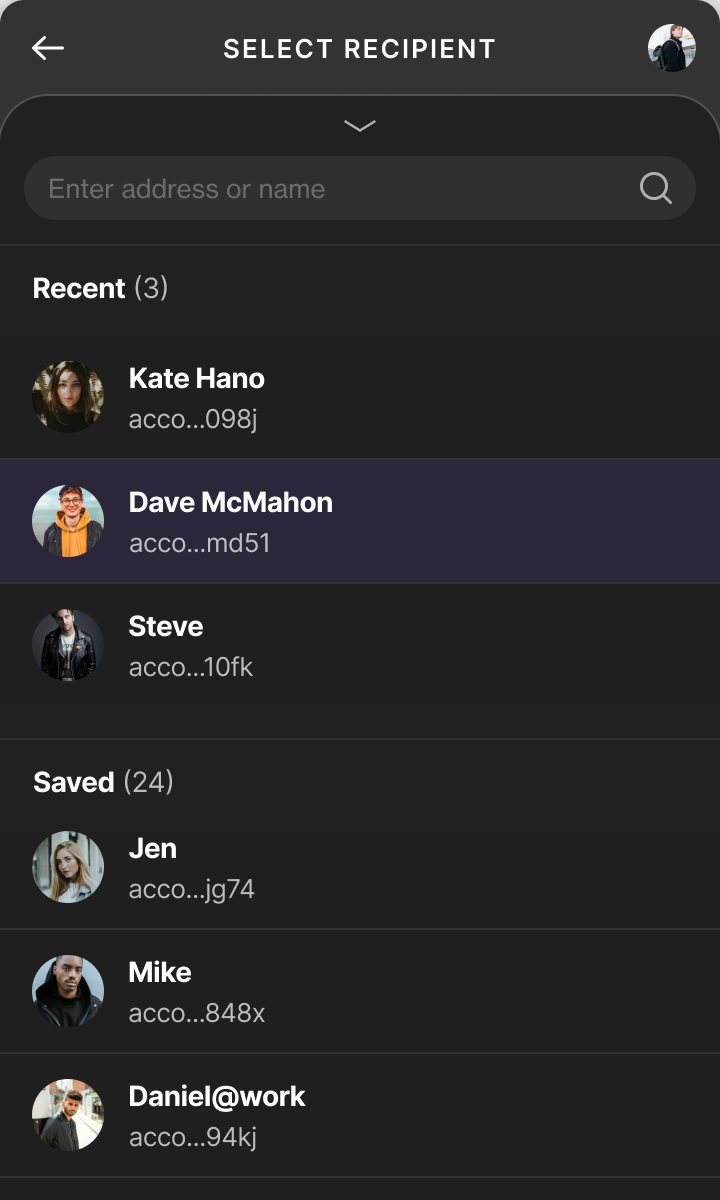 SELECT RECIPIENT
Enter address or name
Recent (3)
Kate Hano
acco...098j
Dave McMahon
acco...md51
Steve
acco...10fk
Saved (24)
Jen
acco...jg74
Mike
acco...848x
Daniel@work
acco...94kj